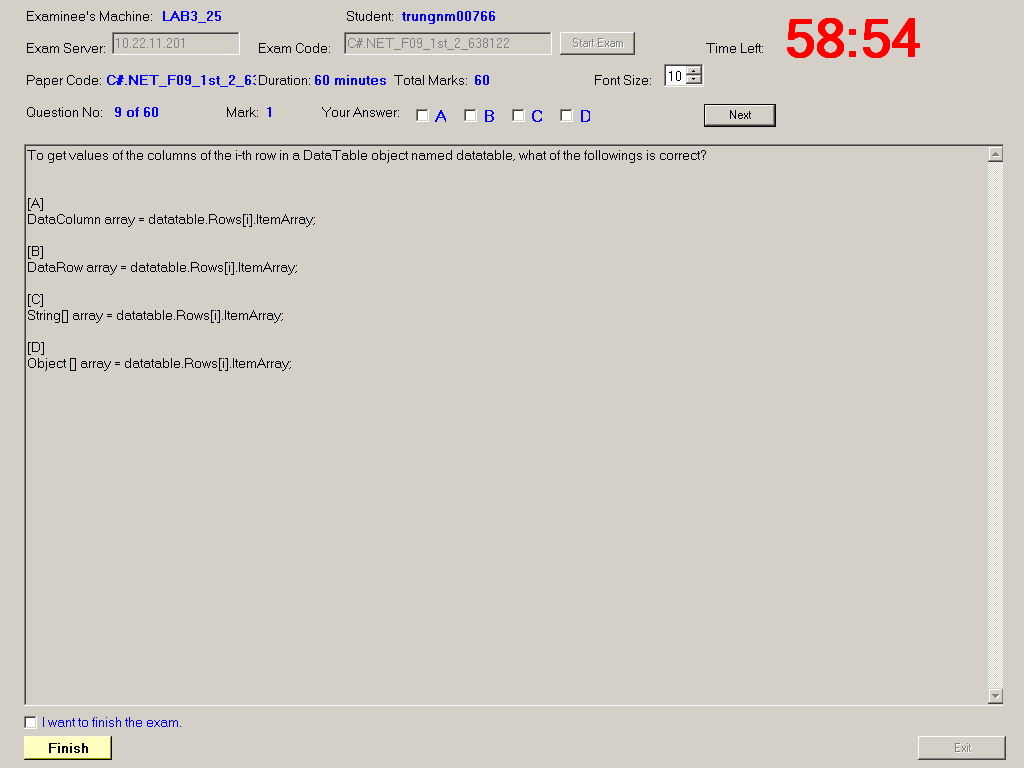 Examinee's Machine: LAB3_25 Student: trungnm00766
Exam Server: 10.22.11.201 Exam Code: C#.NET_F09_1st_2_638122 Start Exam Time Left: 58:54
Paper Code: C#.NET_F09_1st_2_63 Duration: 60 minutes Total Marks: 60 Font Size: 10
Question No: 9 of 60 Mark: 1 Your Answer: A B C D Next
To get values of the columns of the i-th row in a DataTable object named datatable, what of the followings is correct?
[A]
DataColumn array = datatable.Rows[i].ItemArray;
[B]
DataRow array = datatable.Rows[i].ItemArray;
[C]
String[] array = datatable.Rows[i].ItemArray;
[D]
Object [] array = datatable.Rows[i].ItemArray;
I want to finish the exam.
Finish Exit